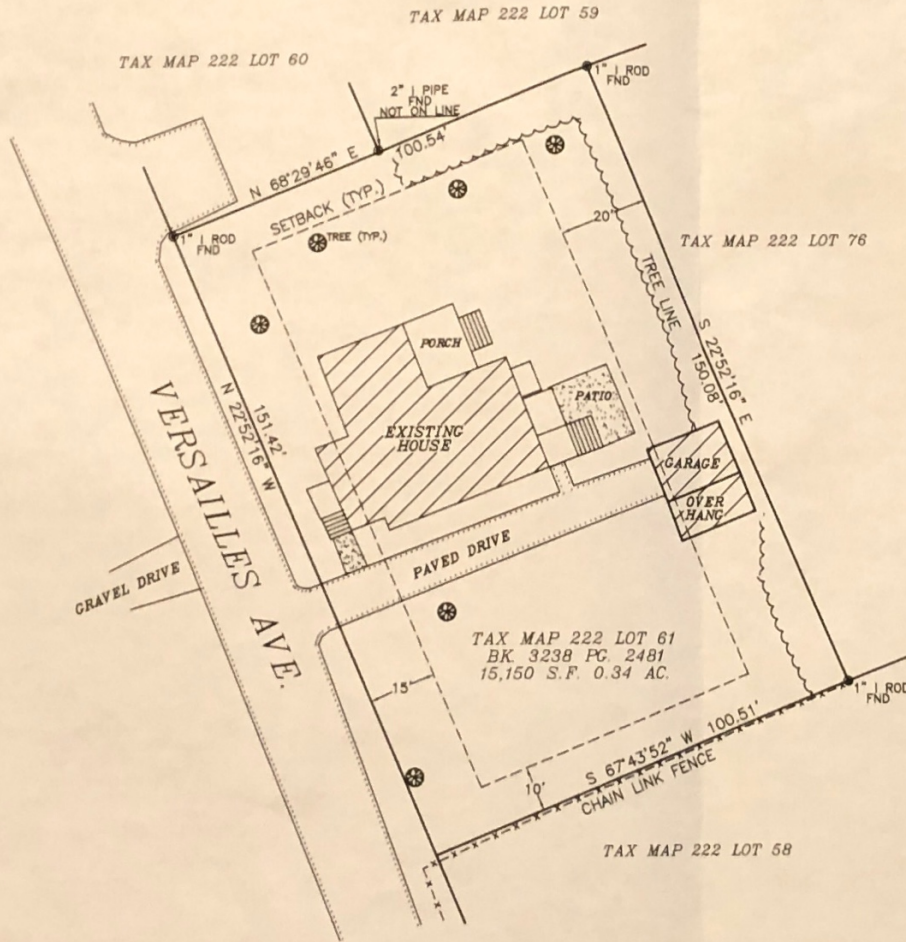 TAX MAP 222 LOT 59
TAX MAP 222 LOT 60
1" I ROD
FND
2" I PIPE
FND
NOT ON LINE
N 68°29'46" E 100.54'
SETBACK (TYP.)
1" I ROD
FND
TREE (TYP.)
20'
TAX MAP 222 LOT 76
TREE LINE
S 22°52'16" E
150.08'
PORCH
PATIO
EXISTING
HOUSE
GARAGE
OVER
HANG
151.42'
N 22°52'16" W
VERSAILLES AVE.
PAVED DRIVE
GRAVEL DRIVE
TAX MAP 222 LOT 61
BK. 3238 PG. 2481
15,150 S.F. 0.34 AC.
15'
1" I ROD
FND
S 67°43'52" W 100.51'
10'
CHAIN LINK FENCE
TAX MAP 222 LOT 58